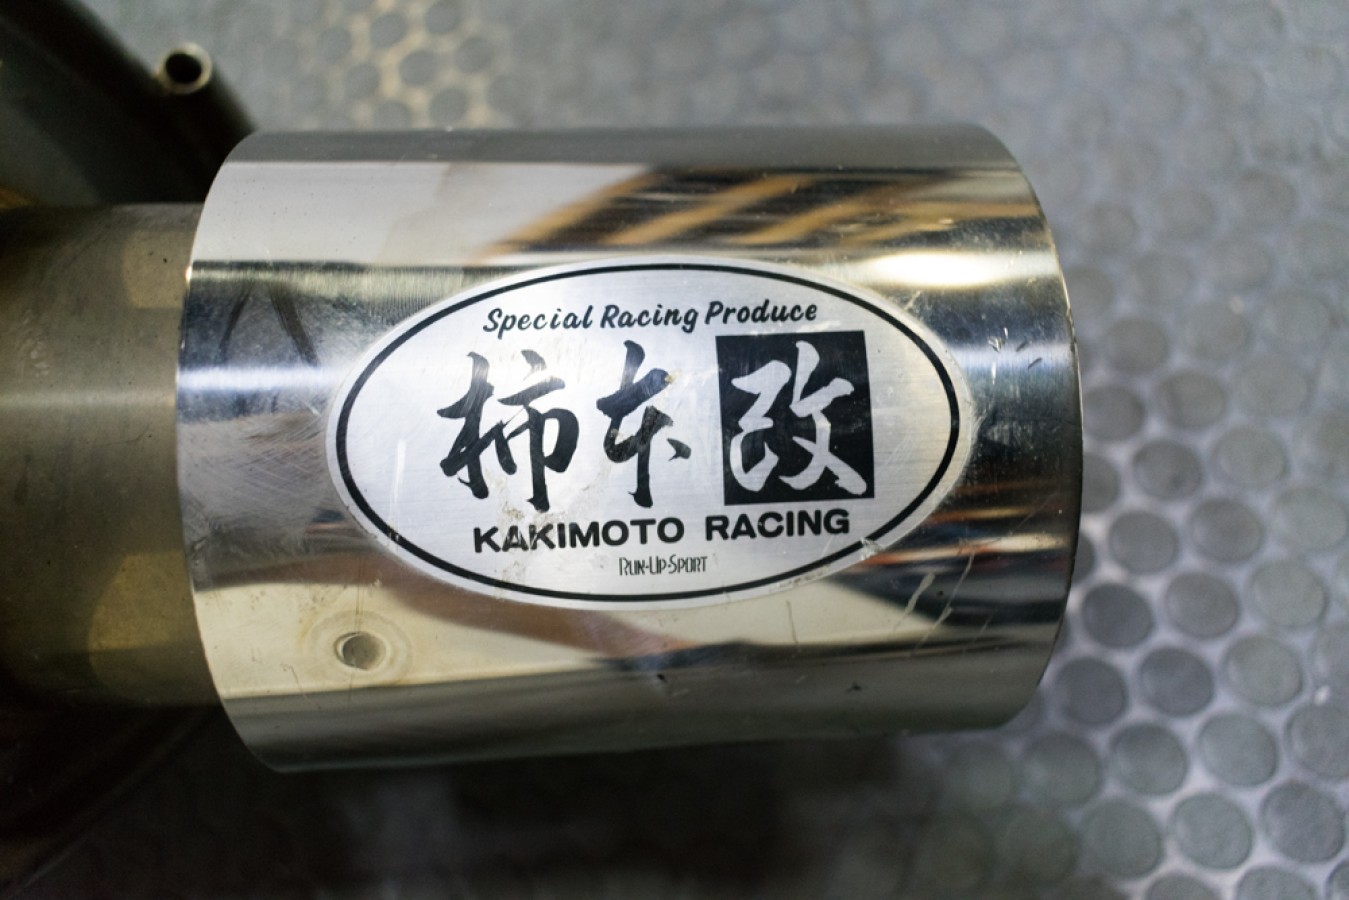 Special Racing Produce
柿本改
KAKIMOTO RACING
RUN-UP-SPORT